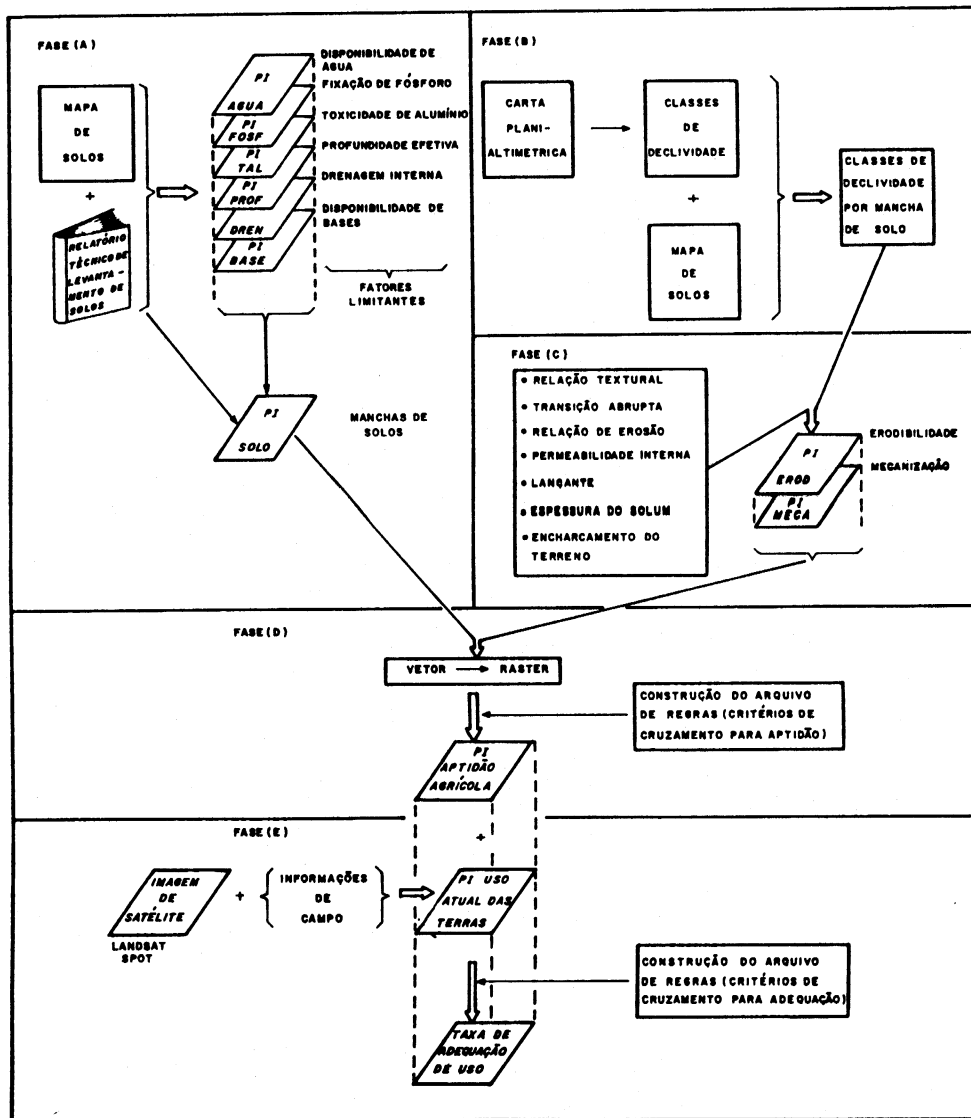 FASE (A)
MAPA
DE
SOLOS
+
RELATÓRIO
TÉCNICO DE
LEVANTA -
MENTO DE
SOLOS
PI
AGUA
PI
FOSF
PI
TAL
PI
PROF
DREN
PI
BASE
DISPONIBILIDADE DE
AGUA
FIXAÇÃO DE FÓSFORO
TOXICIDADE DE ALUMÍNIO
PROFUNDIDADE EFETIVA
DRENAGEM INTERNA
DISPONIBILIDADE DE
BASES
FATORES
LIMITANTES
PI
SOLO
MANCHAS DE
SOLOS
FASE (B)
CARTA
PLANI-
ALTIMETRICA
CLASSES
DE
DECLIVIDADE
+
MAPA
DE
SOLOS
CLASSES DE
DECLIVIDADE
POR MANCHA
DE SOLO
FASE (C)
• RELAÇÃO TEXTURAL
• TRANSIÇÃO ABRUPTA
• RELAÇÃO DE EROSÃO
• PERMEABILIDADE INTERNA
• LANÇANTE
• ESPESSURA DO SOLUM
• ENCHARCAMENTO DO
TERRENO
PI
EROD
PI
MECA
ERODIBILIDADE
MECANIZAÇÃO
FASE (D)
VETOR → RASTER
CONSTRUÇÃO DO ARQUIVO
DE REGRAS (CRITÉRIOS DE
CRUZAMENTO PARA APTIDÃO)
PI
APTIDÃO
AGRÍCOLA
FASE (E)
+
IMAGEM
DE
SATÉLITE
LANDSAT
SPOT
+
INFORMAÇÕES
DE
CAMPO
PI USO
ATUAL DAS
TERRAS
CONSTRUÇÃO DO ARQUIVO
DE REGRAS (CRITÉRIOS DE
CRUZAMENTO PARA ADEQUAÇÃO)
TAXA DE
ADEQUAÇÃO
DE USO